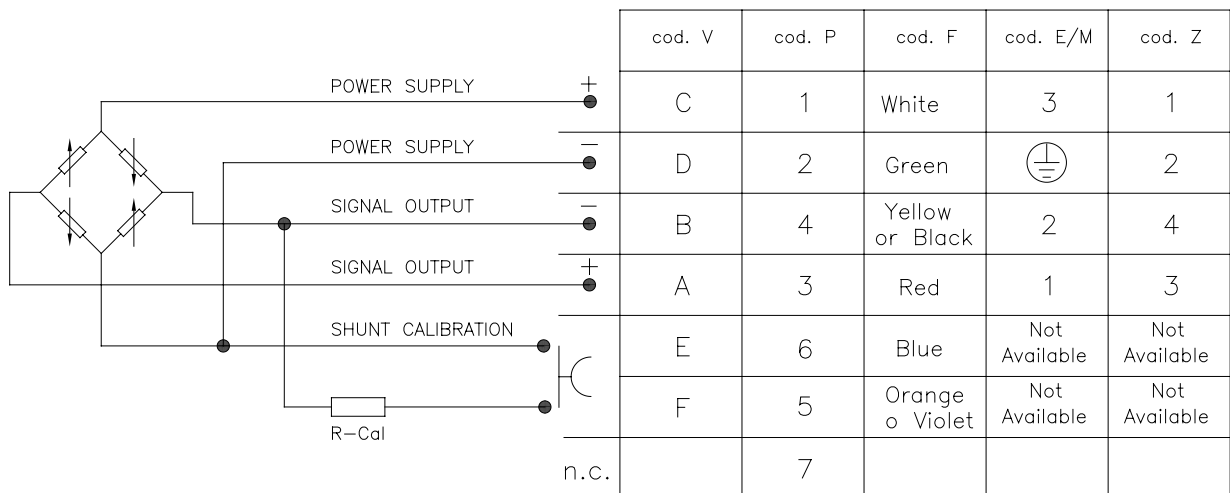 cod. V cod. P cod. F cod. E/M cod. Z
POWER SUPPLY + C 1 White 3 1
POWER SUPPLY − D 2 Green 2
SIGNAL OUTPUT − B 4 Yellow or Black 2 4
SIGNAL OUTPUT + A 3 Red 1 3
SHUNT CALIBRATION E 6 Blue Not Available Not Available
R−Cal F 5 Orange o Violet Not Available Not Available
n.c. 7